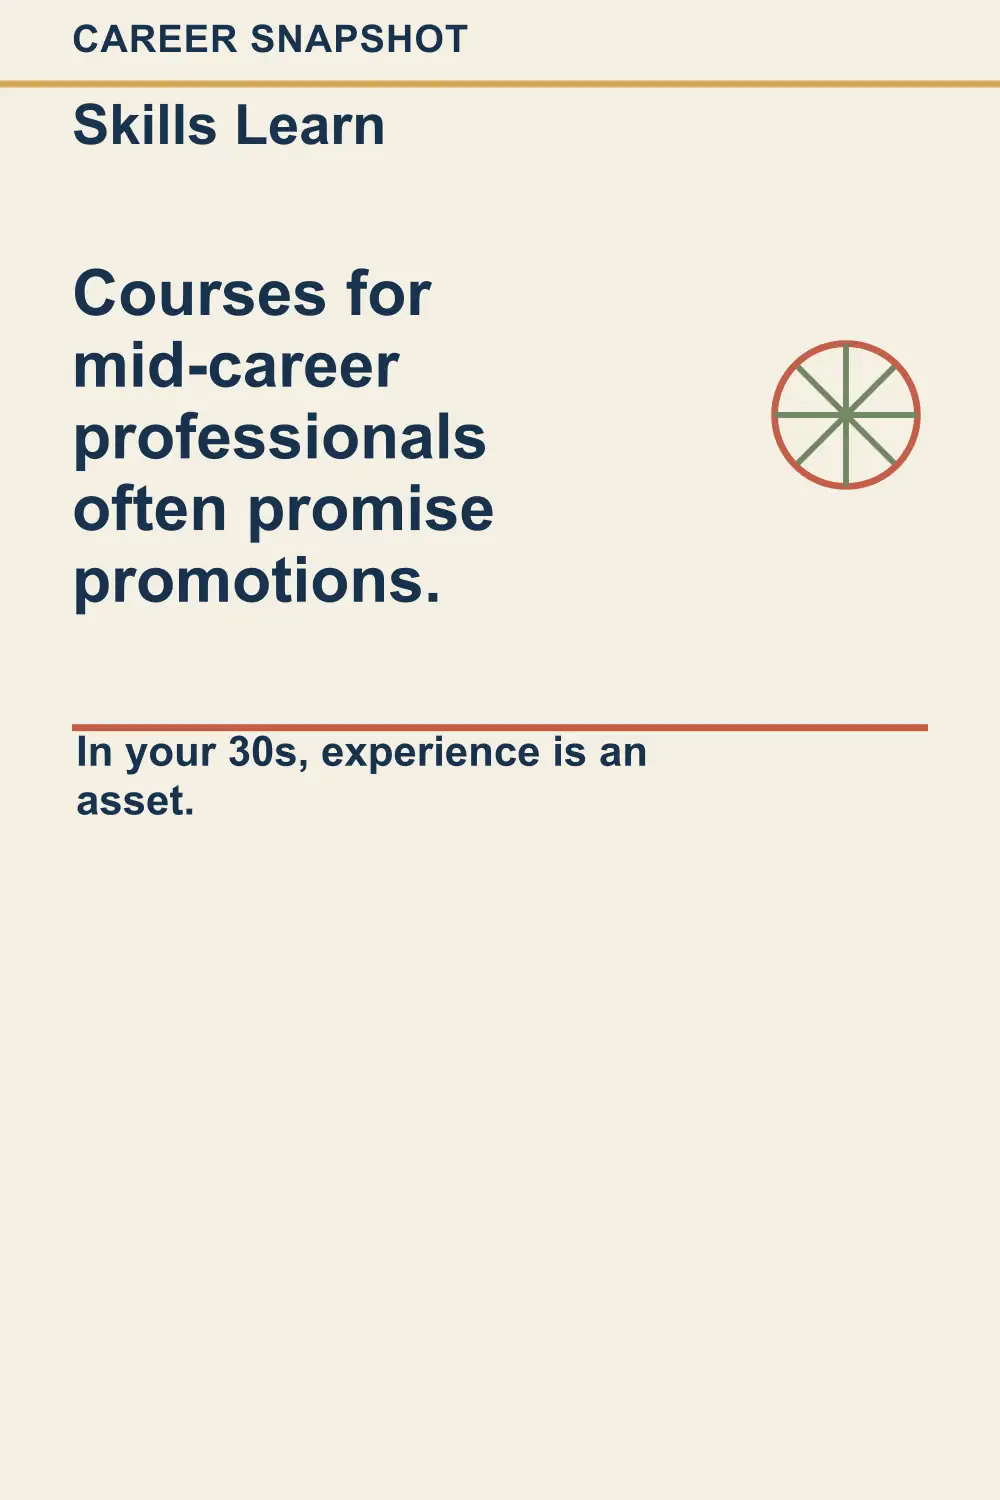 CAREER SNAPSHOT
Skills Learn
Courses for
mid-career
professionals
often promise
promotions.
In your 30s, experience is an
asset.